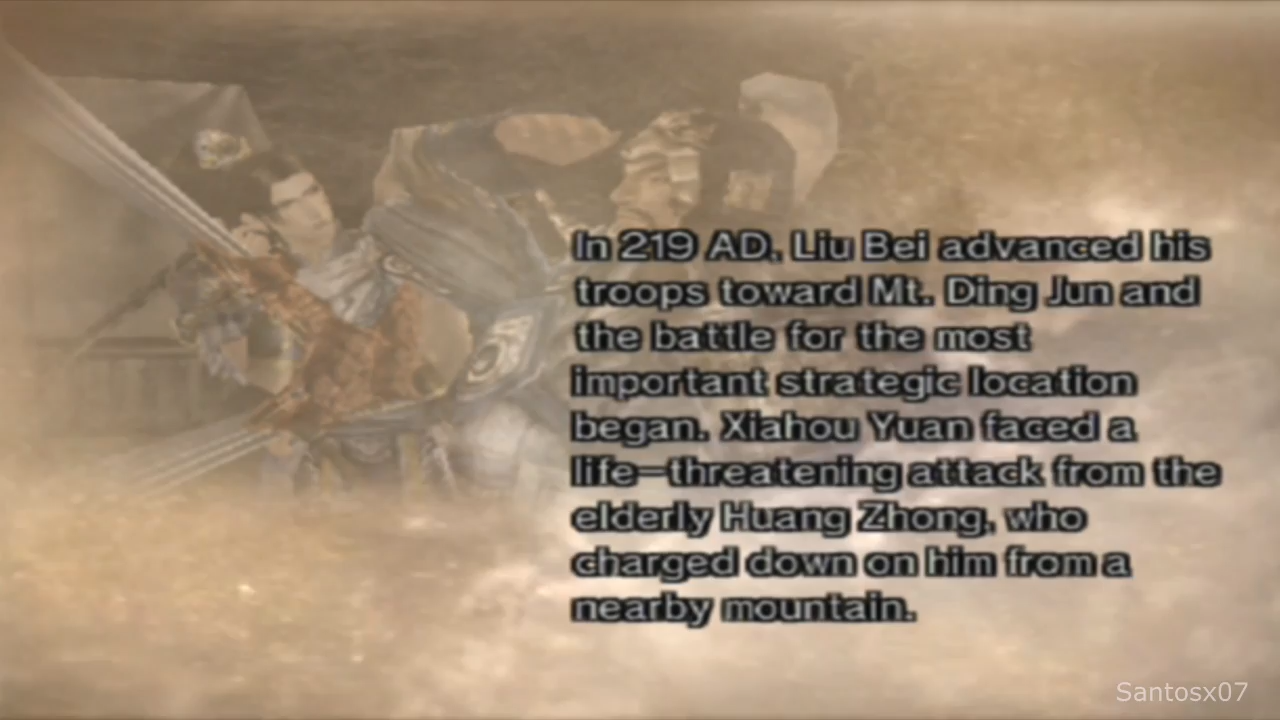 In 219 AD, Liu Bei advanced his
troops toward Mt. Ding Jun and
the battle for the most
important strategic location
began. Xiahou Yuan faced a
life-threatening attack from the
elderly Huang Zhong, who
charged down on him from a
nearby mountain.
Santosx07